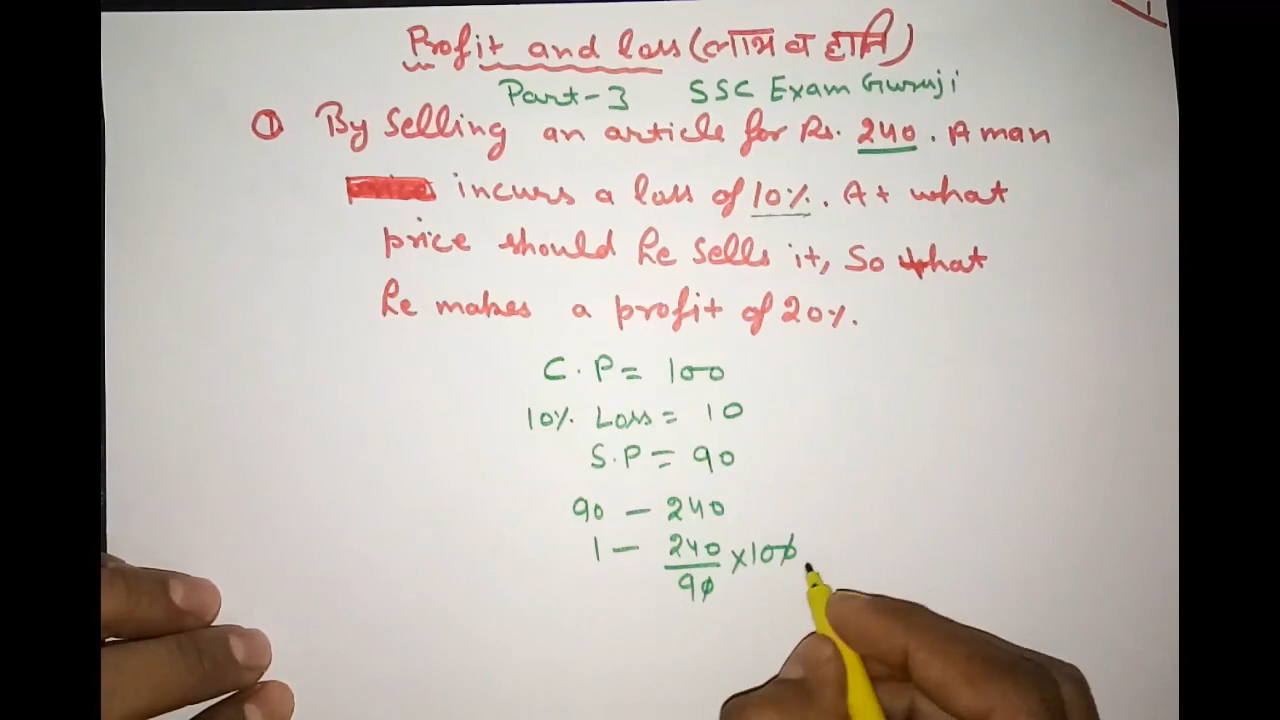 Profit and loss (लाभ व हानि)
Part-3 SSC Exam Guruji
① By Selling an article for Rs. 240. A man
incurs a loss of 10%. At what
price should he sells it, So that
he makes a profit of 20%.
C.P = 100
10% Loss = 10
S.P = 90
90 — 240
1 — 240/90 ×100